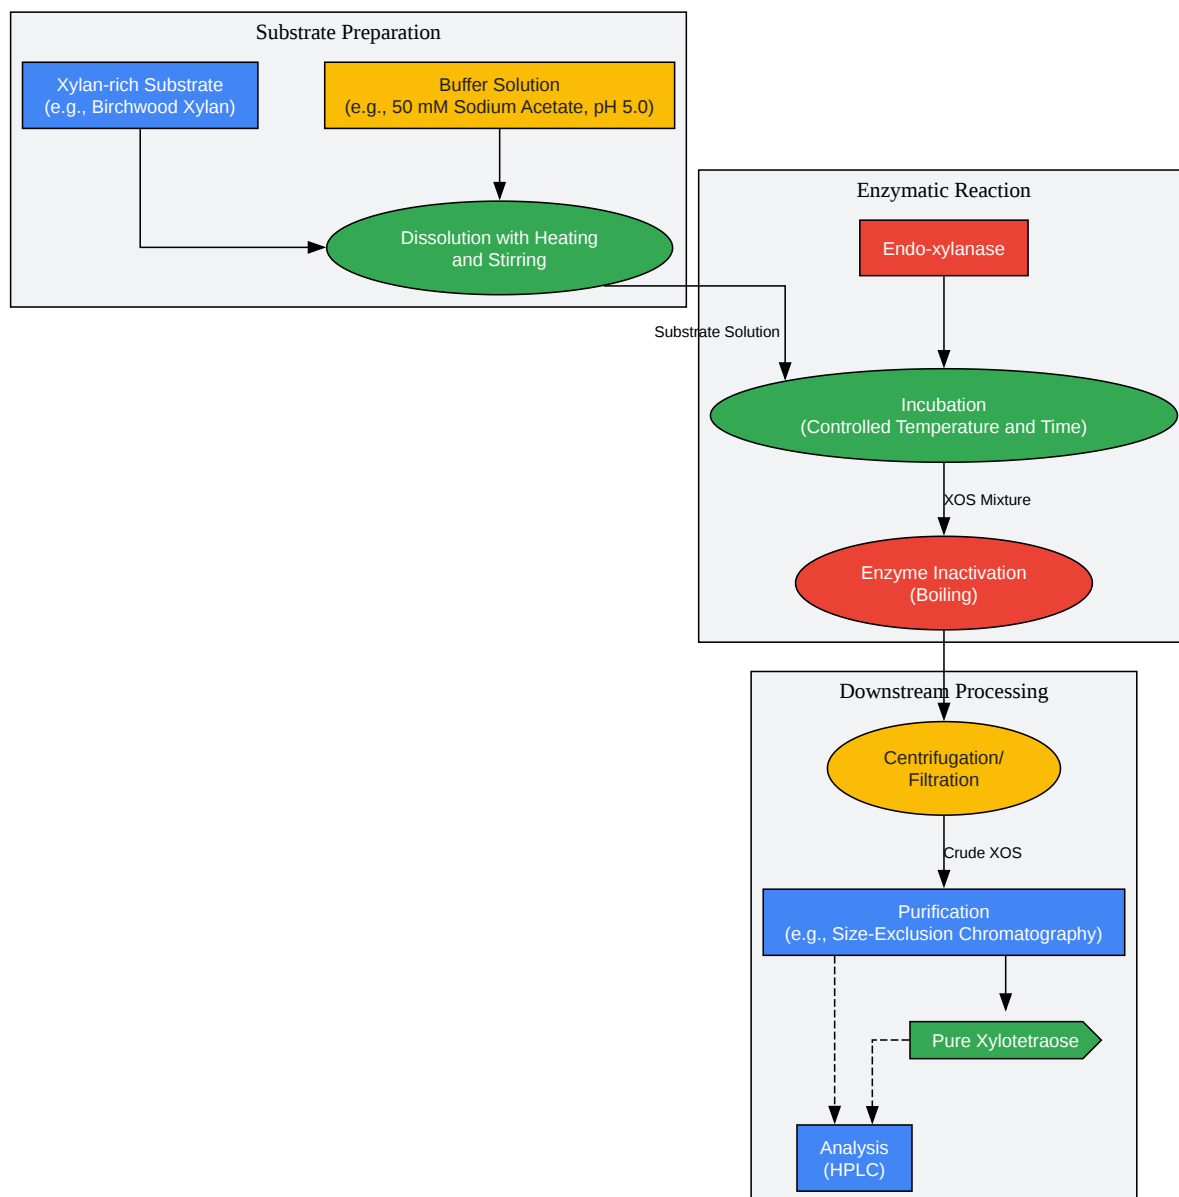 Substrate Preparation
Xylan-rich Substrate
(e.g., Birchwood Xylan)
Buffer Solution
(e.g., 50 mM Sodium Acetate, pH 5.0)
Dissolution with Heating
and Stirring
Substrate Solution
Enzymatic Reaction
Endo-xylanase
Incubation
(Controlled Temperature and Time)
XOS Mixture
Enzyme Inactivation
(Boiling)
Downstream Processing
Centrifugation/
Filtration
Crude XOS
Purification
(e.g., Size-Exclusion Chromatography)
Pure Xylotetraose
Analysis
(HPLC)